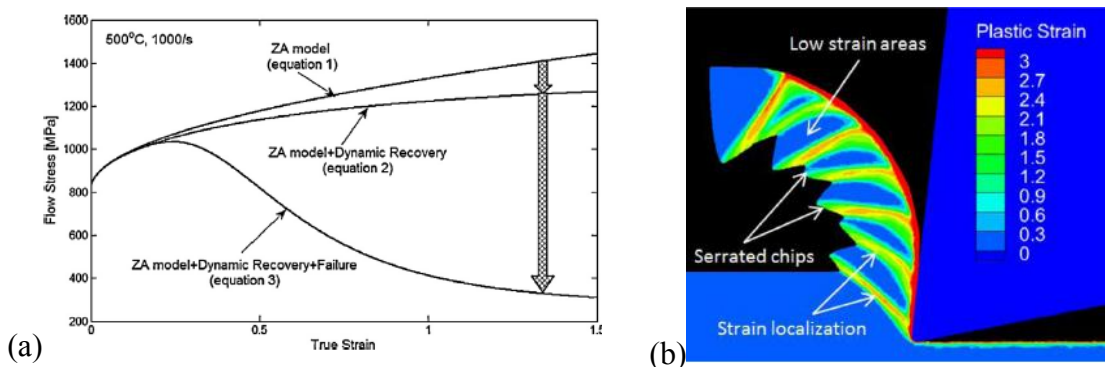 1600
500°C, 1000/s
ZA model
(equation 1)
1400
1200
ZA model+Dynamic Recovery
(equation 2)
1000
800
600
ZA model+Dynamic Recovery+Failure
(equation 3)
400
200
0
0.5
1
1.5
Flow Stress [MPa]
True Strain
(a)
Low strain areas
Plastic Strain
3
2.7
2.4
2.1
1.8
1.5
1.2
0.9
0.6
0.3
0
Serrated chips
Strain localization
(b)